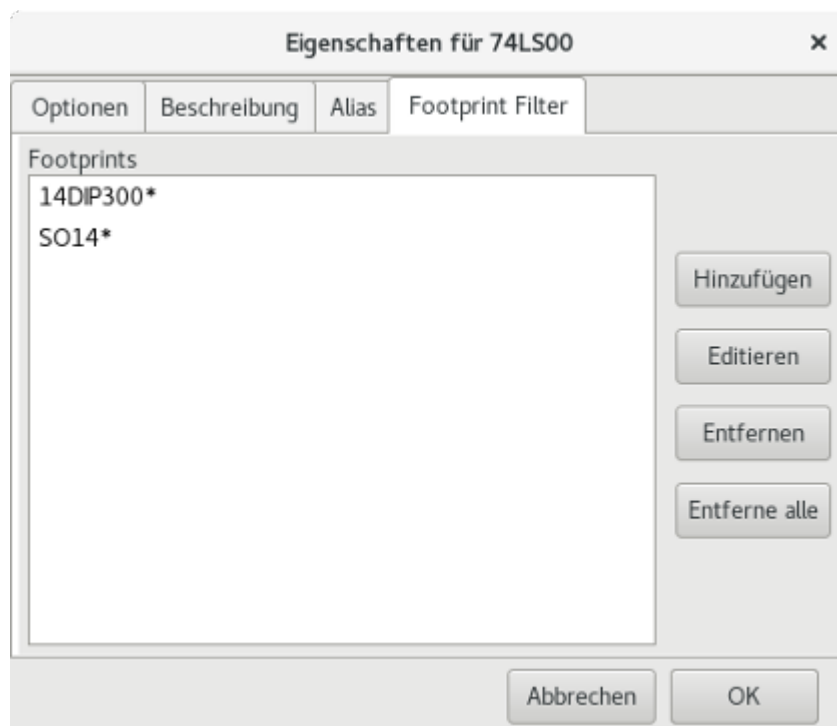 Eigenschaften für 74LS00
Optionen
Beschreibung
Alias
Footprint Filter
Footprints
14DIP300*
SO14*
Hinzufügen
Editieren
Entfernen
Entferne alle
Abbrechen
OK